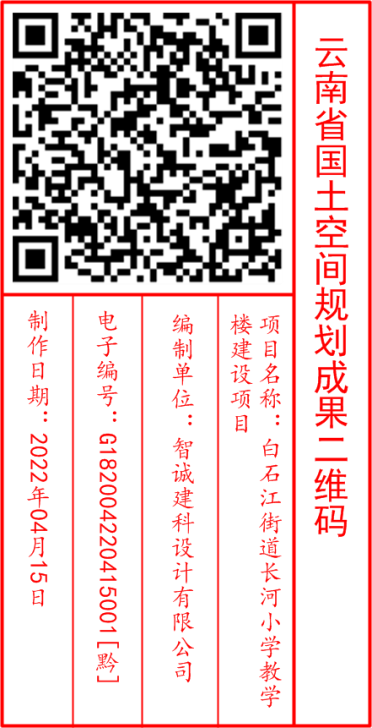 云南省国土空间规划成果二维码
项目名称：白石江街道长河小学教学
楼建设项目
编制单位：智诚建科设计有限公司
电子编号：G182004220415001[黔]
制作日期：2022年04月15日